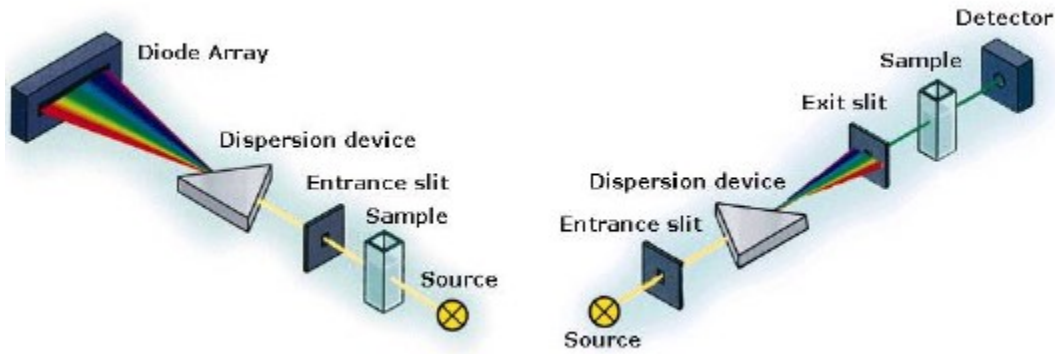 Diode Array
Dispersion device
Entrance slit
Sample
Source
Detector
Sample
Exit slit
Dispersion device
Entrance slit
Source